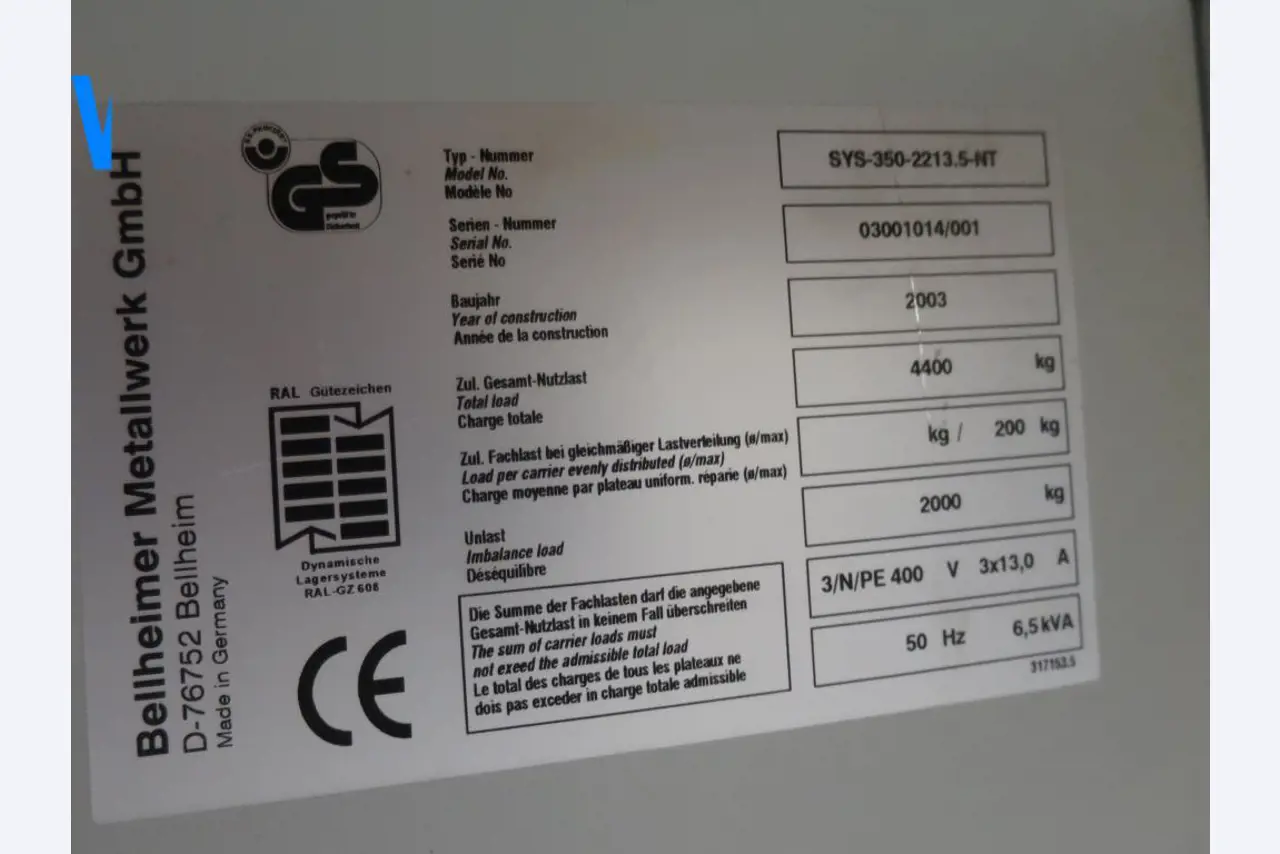 Bellheimer Metallwerk GmbH
D-76752 Bellheim
Made in Germany
GS
geprüfte
Sicherheit
RAL Gütezeichen
Dynamische
Lagersysteme
RAL-GZ 608
CE
Typ - Nummer
Model No.
Modèle No
SYS-350-2213.5-NT
Serien - Nummer
Serial No.
Serié No
03001014/001
Baujahr
Year of construction
Année de la construction
2003
Zul. Gesamt-Nutzlast
Total load
Charge totale
4400 kg
Zul. Fachlast bei gleichmäßiger Lastverteilung (ø/max)
Load per carrier evenly distributed (ø/max)
Charge moyenne par plateau uniform. réparie (ø/max)
kg / 200 kg
Unlast
Imbalance load
Déséquilibre
2000 kg
Die Summe der Fachlasten darf die angegebene
Gesamt-Nutzlast in keinem Fall überschreiten
The sum of carrier loads must
not exceed the admissible total load
Le total des charges de tous les plateaux ne
dois pas exceder in charge totale admissible
3/N/PE 400 V 3x13,0 A
50 Hz 6,5 kVA
317153.5